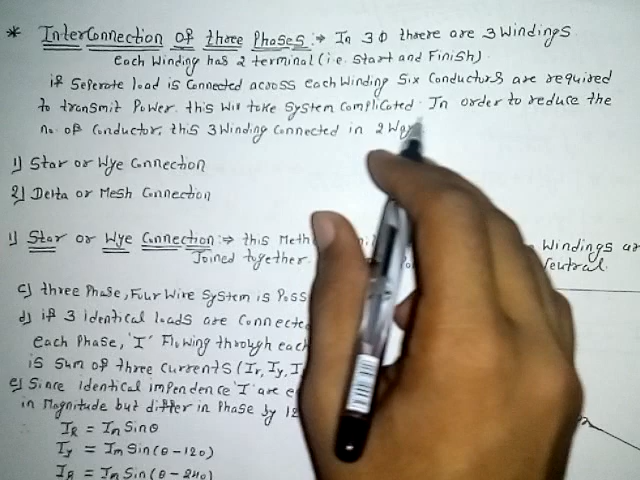 * InterConnection of three Phases :⇒ In 3 Φ there are 3 Windings
Each Winding has 2 terminal (i.e. Start and Finish).
if Seperate load is Connected across each Winding Six Conductors are required
to transmit Power. this Will take System Complicated. In order to reduce the
no. of Conductor, this 3 Winding Connected in 2 Way
1) Star or Wye Connection
2) Delta or Mesh Connection
1) Star or Wye Connection :⇒ this Meth Windings ar
Joined together. Neutral.
c) three Phase, Four Wire System is Poss
d) if 3 identical loads are Connecte
each Phase, 'I' Flowing through each
is Sum of three Currents (Ir, Iy, I
e) Since identical impendence 'I' are e
in Magnitude but differ in Phase by 12
∴ IR = Im Sinθ
Iy = Im Sin(θ-120)
IB = Im Sin(θ-240)